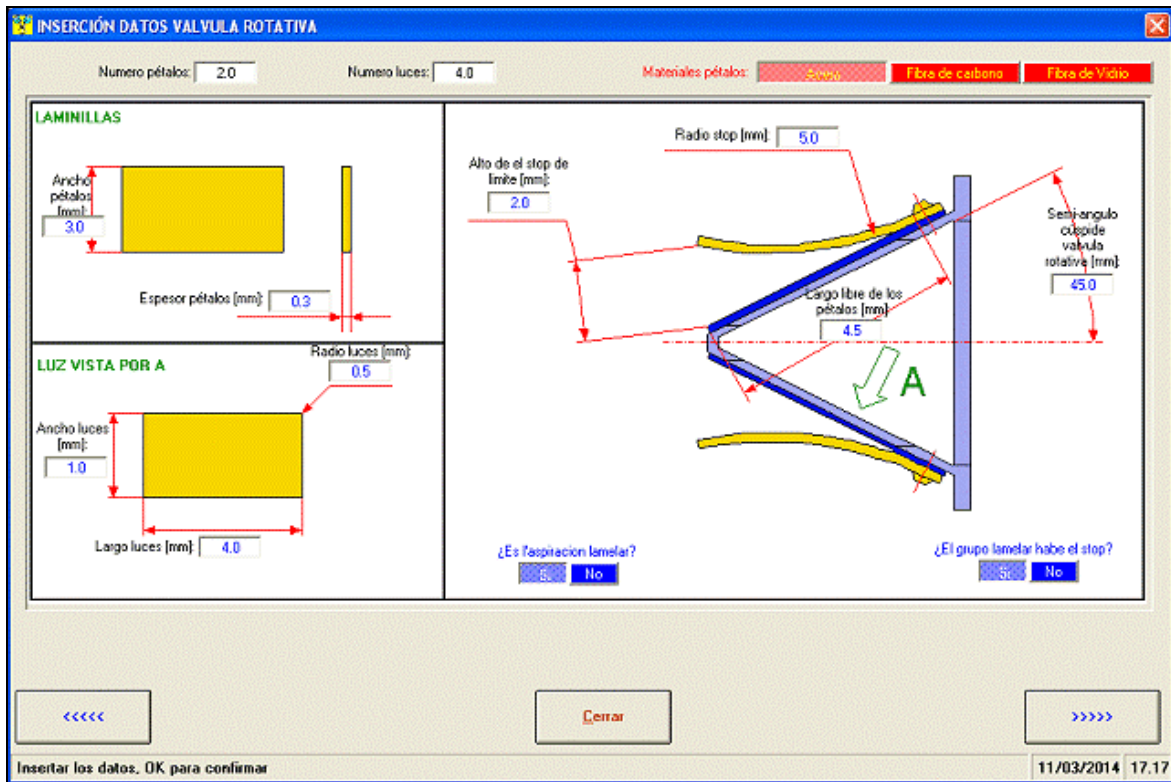 INSERCIÓN DATOS VALVULA ROTATIVA
Numero pétalos: 2.0
Numero luces: 4.0
Materiales pétalos:
Fibra de carbono
Fibra de Vidrio
LAMINILLAS
Ancho
pétalos
[mm]:
3.0
Espesor pétalos [mm]: 0.3
LUZ VISTA POR A
Radio luces [mm]:
0.5
Ancho luces
[mm]:
1.0
Largo luces [mm]: 4.0
Radio stop [mm]: 5.0
Alto de el stop de
limite [mm]:
2.0
Semi-angulo
cúspide
valvula
rotativa [mm]:
45.0
Largo libre de los
pétalos [mm]:
4.5
A
¿Es l'aspiracion lamelar?
No
¿El grupo lamelar habe el stop?
No
<<<<<
Cerrar
>>>>>
Insertar los datos, OK para confirmar
11/03/2014 17.17